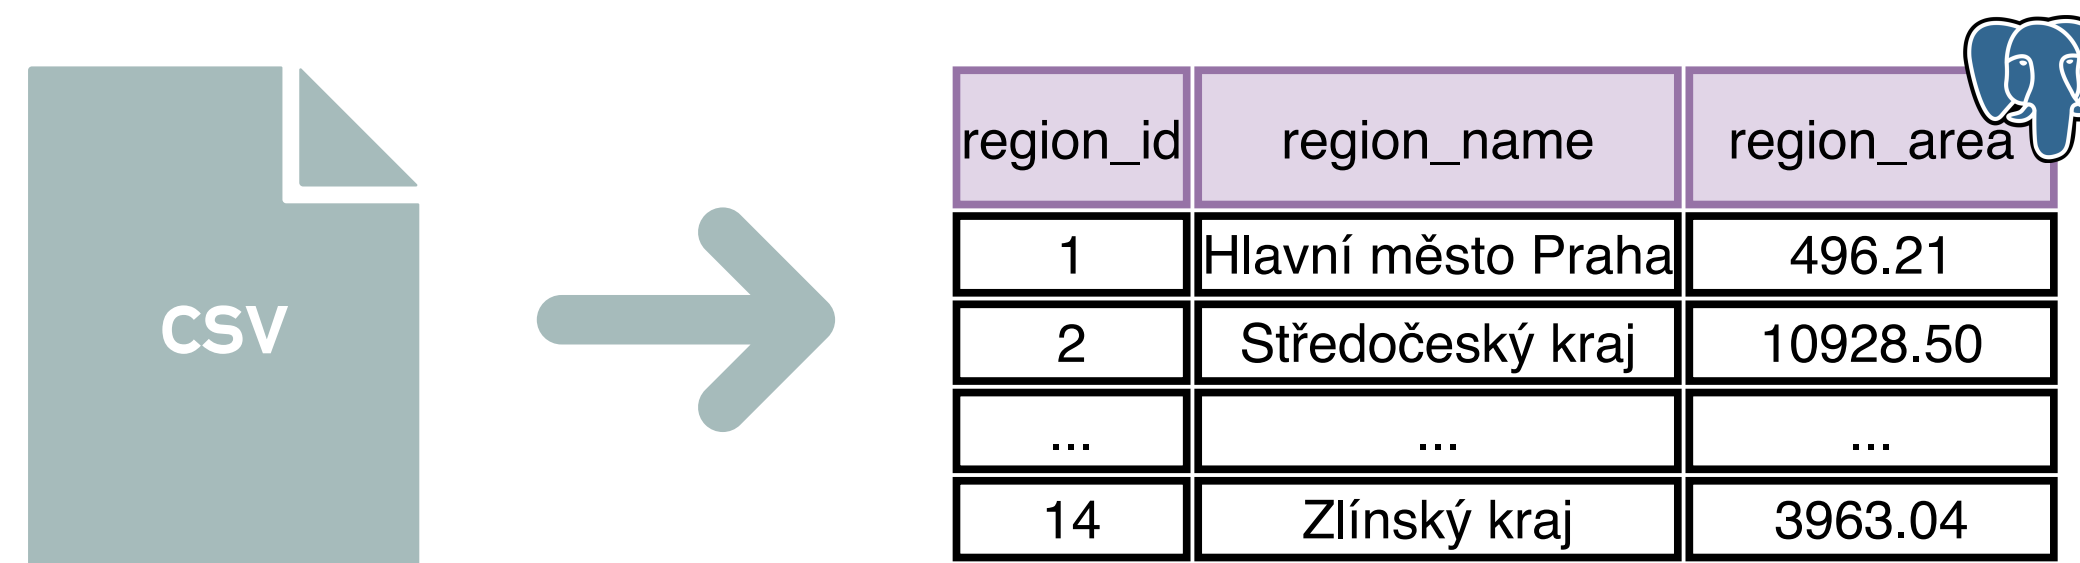 CSV
region_id region_name region_area
1 Hlavní město Praha 496.21
2 Středočeský kraj 10928.50
... ... ...
14 Zlínský kraj 3963.04